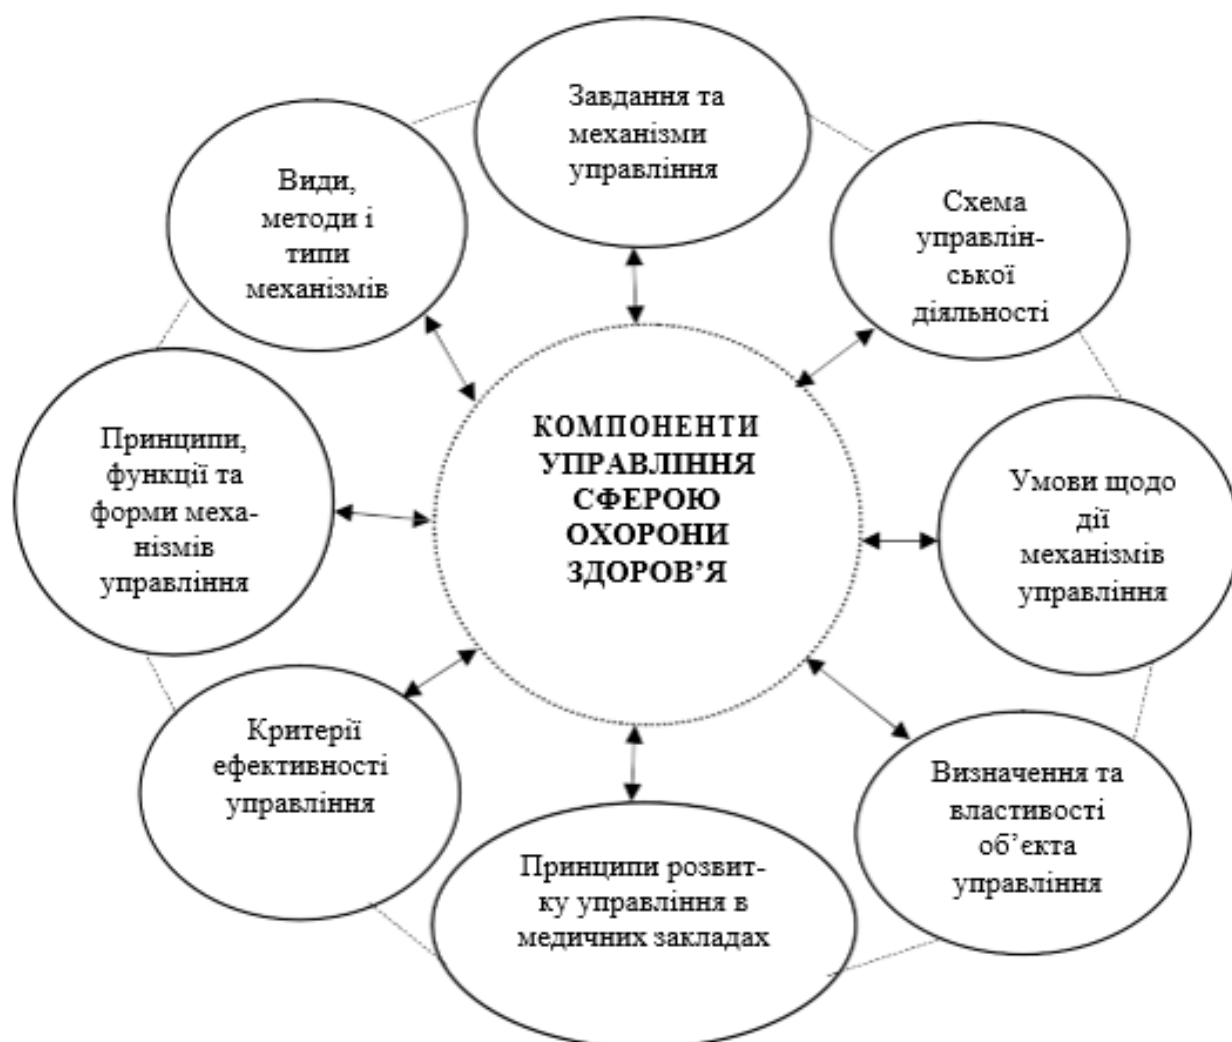 Завдання та
механізми
управління
Схема
управлін-
ської
діяльності
Умови щодо
дії
механізмів
управління
Визначення та
властивості
об’єкта
управління
Принципи розвит-
ку управління в
медичних закладах
Критерії
ефективності
управління
Принципи,
функції та
форми меха-
нізмів
управління
Види,
методи і
типи
механізмів
КОМПОНЕНТИ
УПРАВЛІННЯ
СФЕРОЮ
ОХОРОНИ
ЗДОРОВ’Я